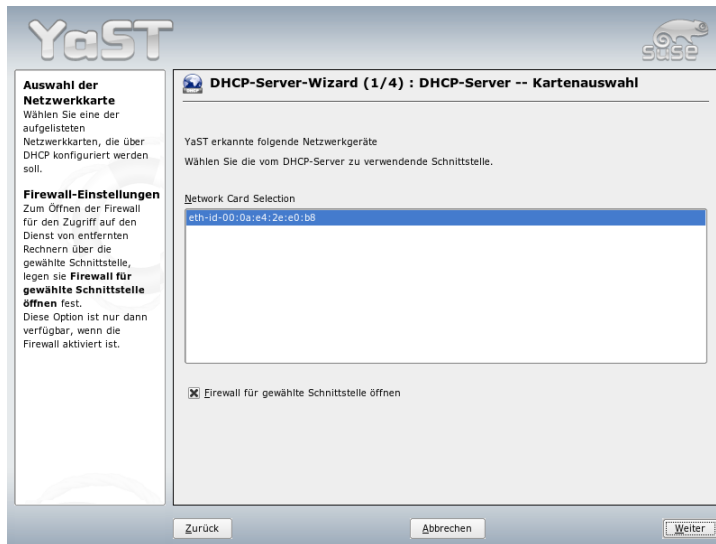 YaST
SUSE
Auswahl der
Netzwerkkarte
Wählen Sie eine der
aufgelisteten
Netzwerkkarten, die über
DHCP konfiguriert werden
soll.
Firewall-Einstellungen
Zum Öffnen der Firewall
für den Zugriff auf den
Dienst von entfernten
Rechnern über die
gewählte Schnittstelle,
legen sie Firewall für
gewählte Schnittstelle
öffnen fest.
Diese Option ist nur dann
verfügbar, wenn die
Firewall aktiviert ist.
DHCP-Server-Wizard (1/4) : DHCP-Server -- Kartenauswahl
YaST erkannte folgende Netzwerkgeräte
Wählen Sie die vom DHCP-Server zu verwendende Schnittstelle.
Network Card Selection
eth-id-00:0a:e4:2e:e0:b8
Firewall für gewählte Schnittstelle öffnen
Zurück
Abbrechen
Weiter